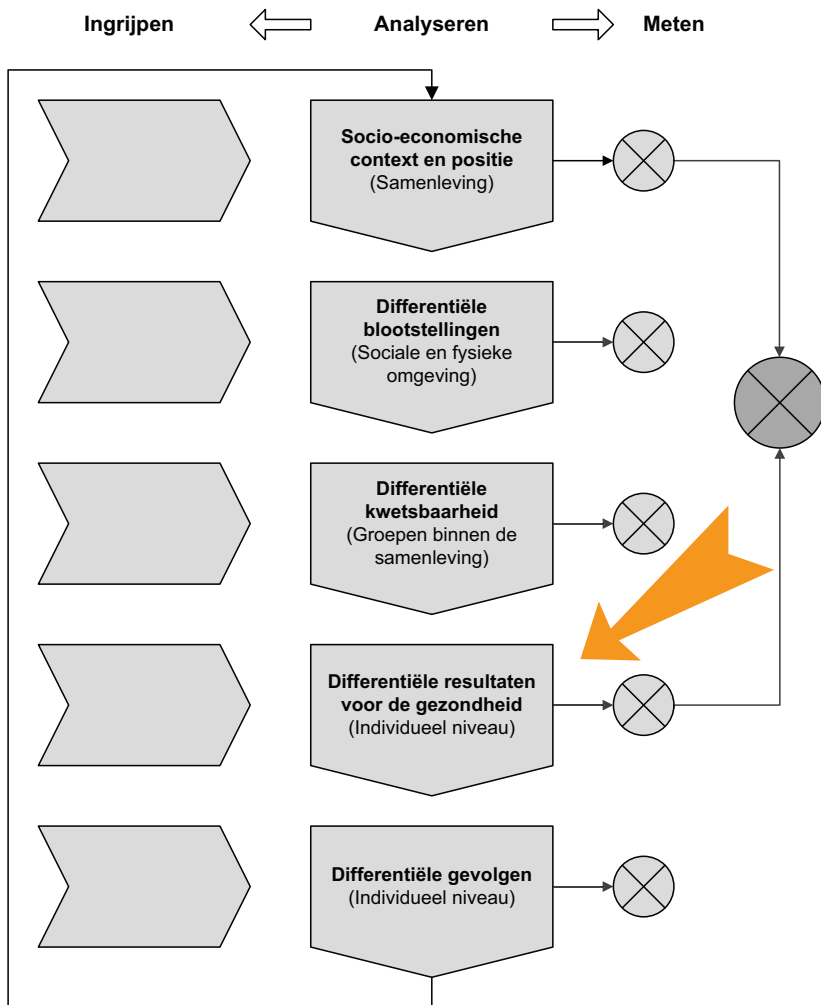 Ingrijpen Analyseren Meten
Socio-economische
context en positie
(Samenleving)
Differentiële
blootstellingen
(Sociale en fysieke
omgeving)
Differentiële
kwetsbaarheid
(Groepen binnen de
samenleving)
Differentiële resultaten
voor de gezondheid
(Individueel niveau)
Differentiële gevolgen
(Individueel niveau)